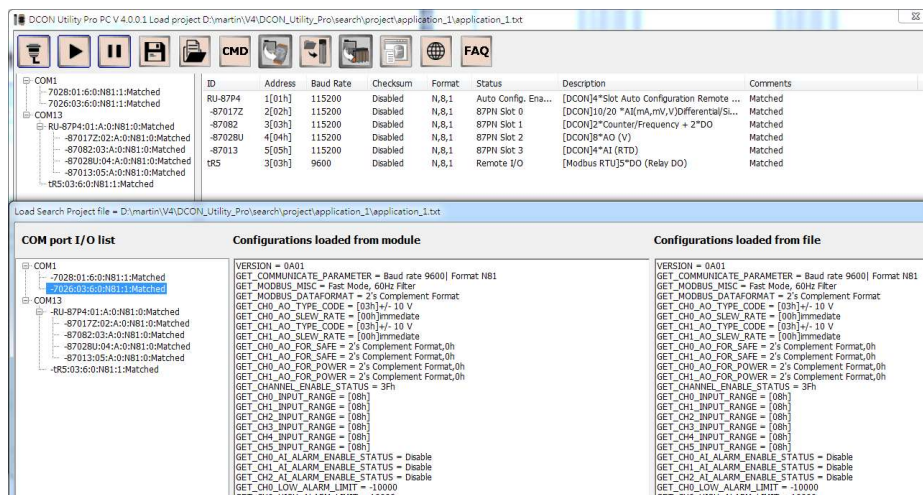 DCON Utility Pro PC V 4.0.0.1 Load project D:\martin\V4\DCON_Utility_Pro\search\project\application_1\application_1.txt
CMD FAQ
COM1
7028:01:6:0:N81:1:Matched
7026:03:6:0:N81:1:Matched
COM13
RU-87P4:01:A:0:N81:0:Matched
-87017Z:02:A:0:N81:0:Matched
-87082:03:A:0:N81:0:Matched
-87028U:04:A:0:N81:0:Matched
-87013:05:A:0:N81:0:Matched
tR5:03:6:0:N81:1:Matched
ID Address Baud Rate Checksum Format Status Description Comments
RU-87P4 1[01h] 115200 Disabled N,8,1 Auto Config. Ena... [DCON]4*Slot Auto Configuration Remote ... Matched
-87017Z 2[02h] 115200 Disabled N,8,1 87PN Slot 0 [DCON]10/20 *AI(mA,mV,V)Differential/Si... Matched
-87082 3[03h] 115200 Disabled N,8,1 87PN Slot 1 [DCON]2*Counter/Frequency + 2*DO Matched
-87028U 4[04h] 115200 Disabled N,8,1 87PN Slot 2 [DCON]8*AO (V) Matched
-87013 5[05h] 115200 Disabled N,8,1 87PN Slot 3 [DCON]4*AI (RTD) Matched
tR5 3[03h] 9600 Disabled N,8,1 Remote I/O [Modbus RTU]5*DO (Relay DO) Matched
Load Search Project file = D:\martin\V4\DCON_Utility_Pro\search\project\application_1\application_1.txt
COM port I/O list
COM1
-7028:01:6:0:N81:1:Matched
-7026:03:6:0:N81:1:Matched
COM13
-RU-87P4:01:A:0:N81:0:Matched
-87017Z:02:A:0:N81:0:Matched
-87082:03:A:0:N81:0:Matched
-87028U:04:A:0:N81:0:Matched
-87013:05:A:0:N81:0:Matched
-tR5:03:6:0:N81:1:Matched
Configurations loaded from module
VERSION = 0A01
GET_COMMUNICATE_PARAMETER = Baud rate 9600| Format N81
GET_MODBUS_MISC = Fast Mode, 60Hz Filter
GET_MODBUS_DATAFORMAT = 2's Complement Format
GET_CH0_AO_TYPE_CODE = [03h]+/- 10 V
GET_CH0_AO_SLEW_RATE = [00h]Immediate
GET_CH1_AO_TYPE_CODE = [03h]+/- 10 V
GET_CH1_AO_SLEW_RATE = [00h]Immediate
GET_CH0_AO_FOR_SAFE = 2's Complement Format,0h
GET_CH1_AO_FOR_SAFE = 2's Complement Format,0h
GET_CH0_AO_FOR_POWER = 2's Complement Format,0h
GET_CH1_AO_FOR_POWER = 2's Complement Format,0h
GET_CHANNEL_ENABLE_STATUS = 3Fh
GET_CH0_INPUT_RANGE = [08h]
GET_CH1_INPUT_RANGE = [08h]
GET_CH2_INPUT_RANGE = [08h]
GET_CH3_INPUT_RANGE = [08h]
GET_CH4_INPUT_RANGE = [08h]
GET_CH5_INPUT_RANGE = [08h]
GET_CH0_AI_ALARM_ENABLE_STATUS = Disable
GET_CH1_AI_ALARM_ENABLE_STATUS = Disable
GET_CH2_AI_ALARM_ENABLE_STATUS = Disable
GET_CH0_LOW_ALARM_LIMIT = -10000
Configurations loaded from file
VERSION = 0A01
GET_COMMUNICATE_PARAMETER = Baud rate 9600| Format N81
GET_MODBUS_MISC = Fast Mode, 60Hz Filter
GET_MODBUS_DATAFORMAT = 2's Complement Format
GET_CH0_AO_TYPE_CODE = [03h]+/- 10 V
GET_CH0_AO_SLEW_RATE = [00h]Immediate
GET_CH1_AO_TYPE_CODE = [03h]+/- 10 V
GET_CH1_AO_SLEW_RATE = [00h]Immediate
GET_CH0_AO_FOR_SAFE = 2's Complement Format,0h
GET_CH1_AO_FOR_SAFE = 2's Complement Format,0h
GET_CH0_AO_FOR_POWER = 2's Complement Format,0h
GET_CH1_AO_FOR_POWER = 2's Complement Format,0h
GET_CHANNEL_ENABLE_STATUS = 3Fh
GET_CH0_INPUT_RANGE = [08h]
GET_CH1_INPUT_RANGE = [08h]
GET_CH2_INPUT_RANGE = [08h]
GET_CH3_INPUT_RANGE = [08h]
GET_CH4_INPUT_RANGE = [08h]
GET_CH5_INPUT_RANGE = [08h]
GET_CH0_AI_ALARM_ENABLE_STATUS = Disable
GET_CH1_AI_ALARM_ENABLE_STATUS = Disable
GET_CH2_AI_ALARM_ENABLE_STATUS = Disable
GET_CH0_LOW_ALARM_LIMIT = -10000